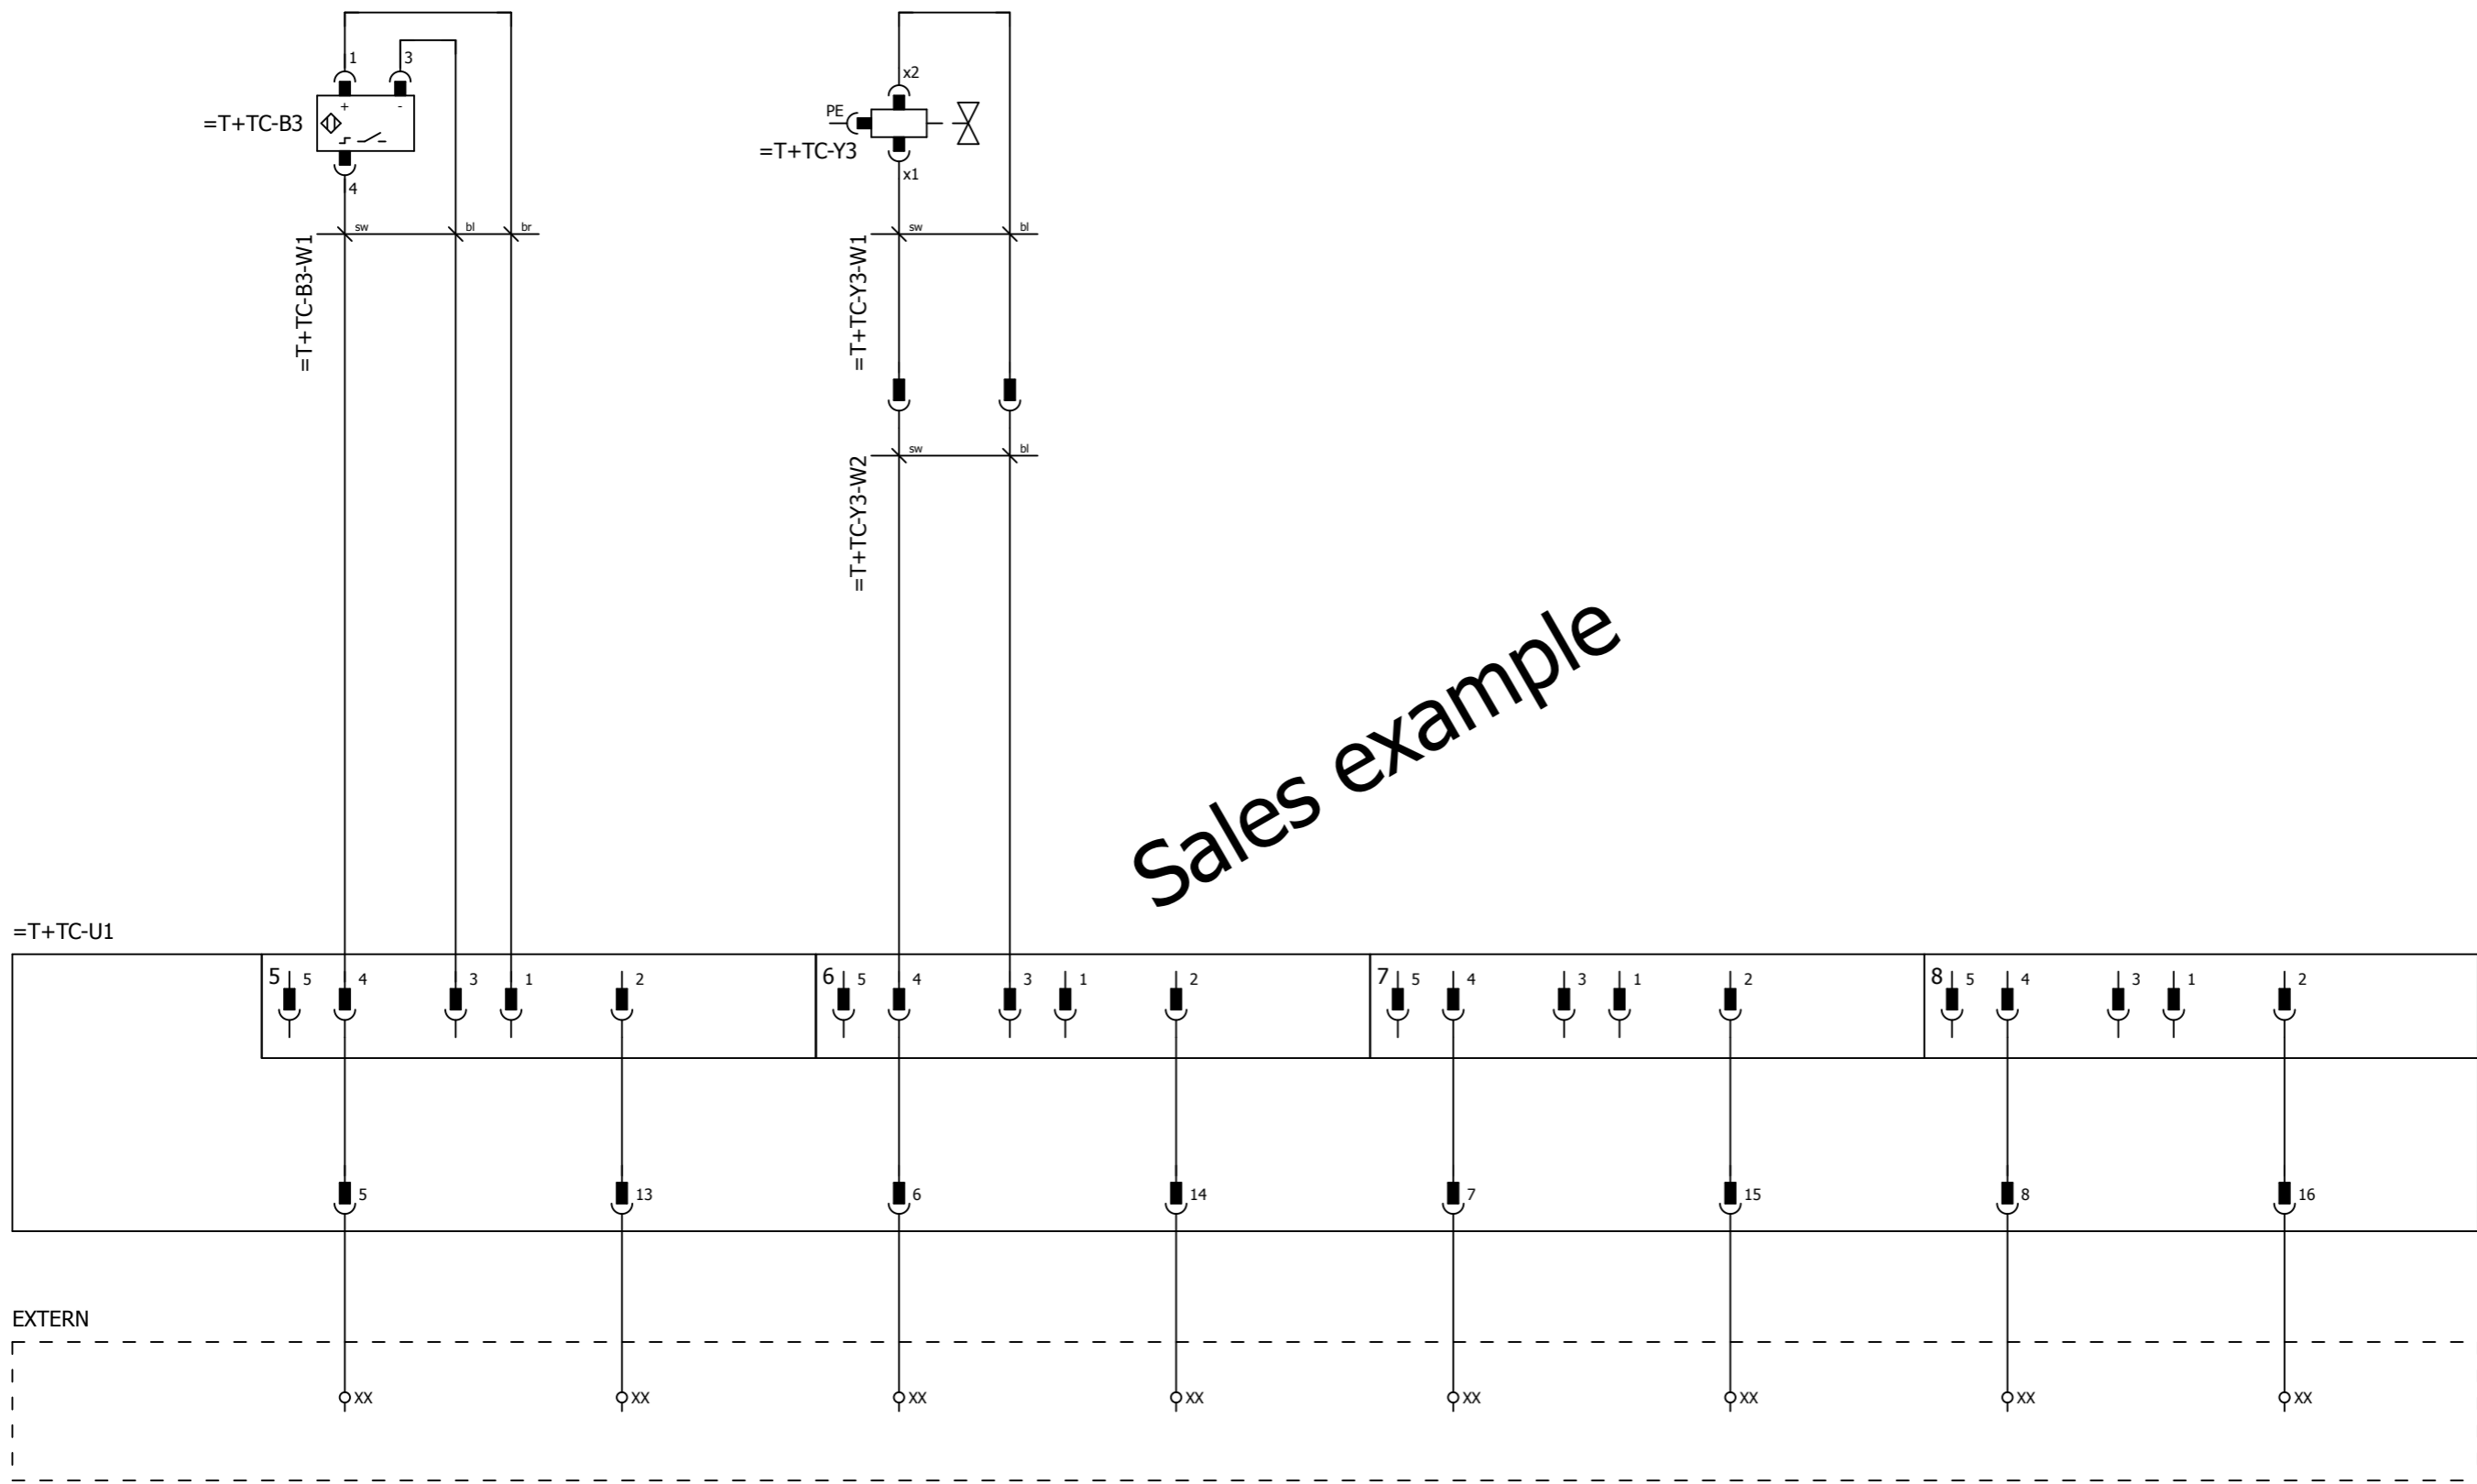 1 3
+ -
=T+TC-B3
4
=T+TC-B3-W1
sw bl br
x2
PE
=T+TC-Y3
x1
=T+TC-Y3-W1
sw bl
=T+TC-Y3-W2
sw bl
Sales example
=T+TC-U1
5 5 4 3 1 2
6 5 4 3 1 2
7 5 4 3 1 2
8 5 4 3 1 2
5 13 6 14 7 15 8 16
EXTERN
XX XX XX XX XX XX XX XX